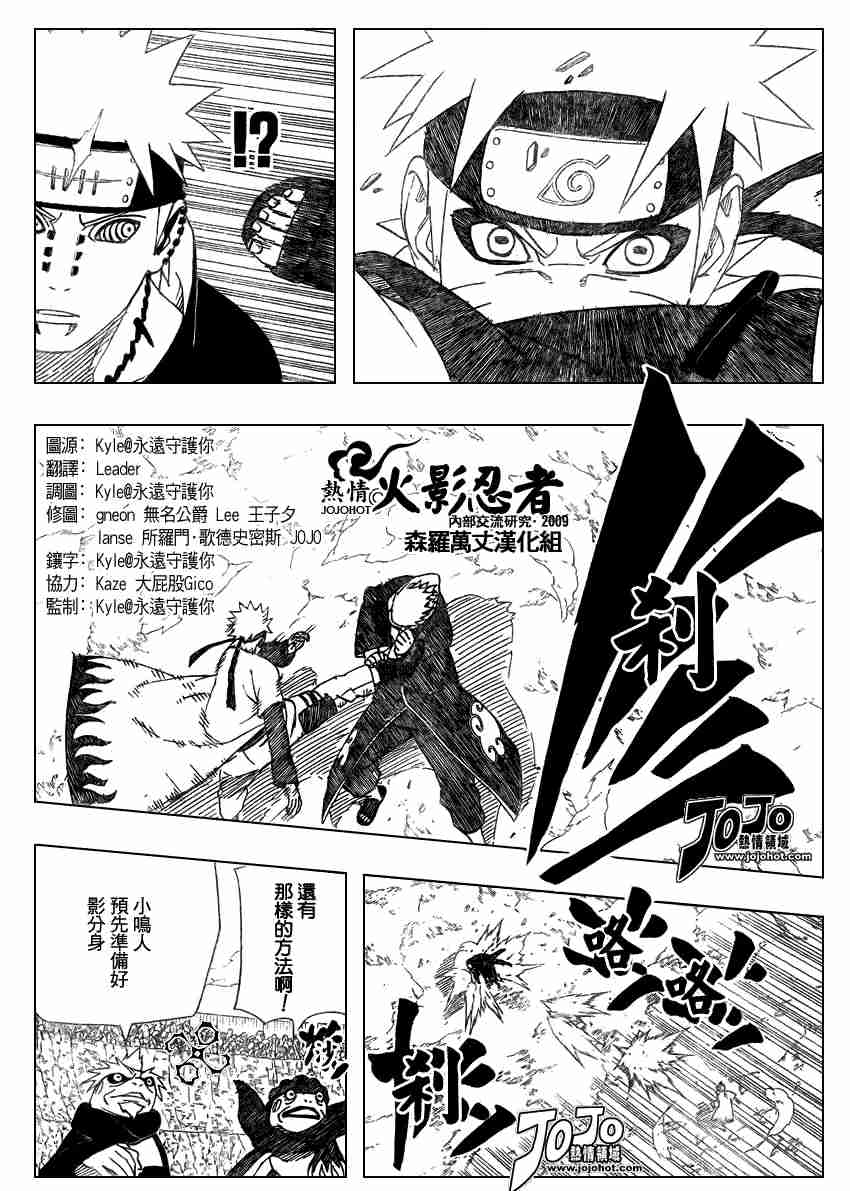 !?
圖源: Kyle@永遠守護你
翻譯: Leader
調圖: Kyle@永遠守護你
修圖: gneon 無名公爵 Lee 王子夕
lanse 所羅門·歌德史密斯 JOJO
鑲字: Kyle@永遠守護你
協力: Kaze 大屁股Gico
監制: Kyle@永遠守護你
熱情©
JOJOHOT
火影忍者
內部交流研究·2009
森羅萬丈漢化組
刹
JOJO
熱情領域
www.jojohot.com
咯
咯
刹
JOJO
熱情領域
www.jojohot.com
還有
那樣的方法啊!
小鳴人
預先準備好
影分身